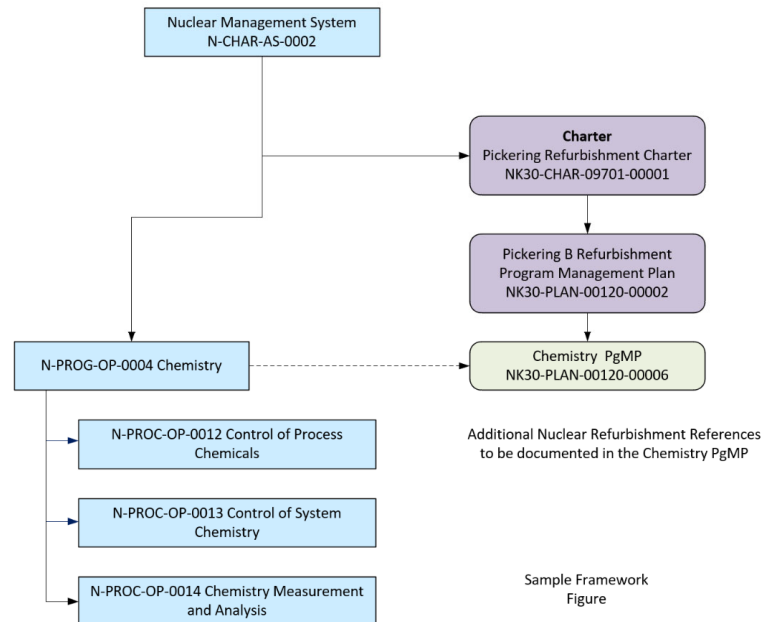 Nuclear Management System
N-CHAR-AS-0002
Charter
Pickering Refurbishment Charter
NK30-CHAR-09701-00001
Pickering B Refurbishment
Program Management Plan
NK30-PLAN-00120-00002
N-PROG-OP-0004 Chemistry
Chemistry PgMP
NK30-PLAN-00120-00006
N-PROC-OP-0012 Control of Process
Chemicals
Additional Nuclear Refurbishment References
to be documented in the Chemistry PgMP
N-PROC-OP-0013 Control of System
Chemistry
N-PROC-OP-0014 Chemistry Measurement
and Analysis
Sample Framework
Figure